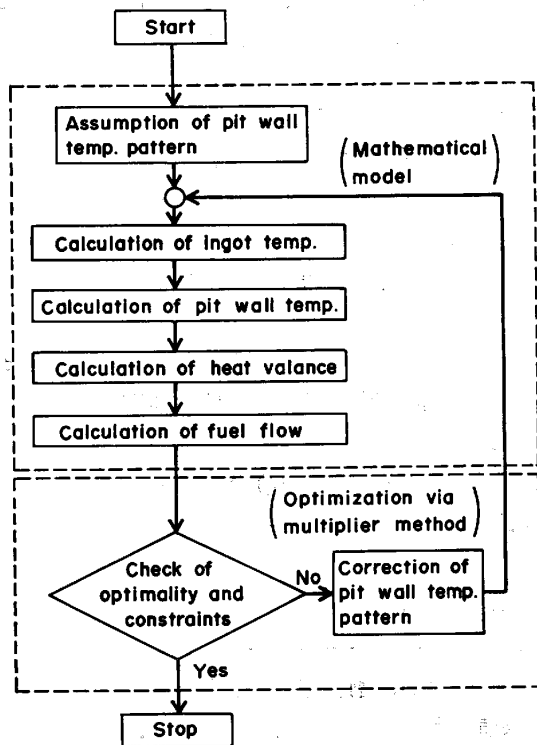 Start
Assumption of pit wall
temp. pattern
(Mathematical
model)
Calculation of ingot temp.
Calculation of pit wall temp.
Calculation of heat valance
Calculation of fuel flow
(Optimization via
multiplier method)
Check of
optimality and
constraints
No
Correction of
pit wall temp.
pattern
Yes
Stop